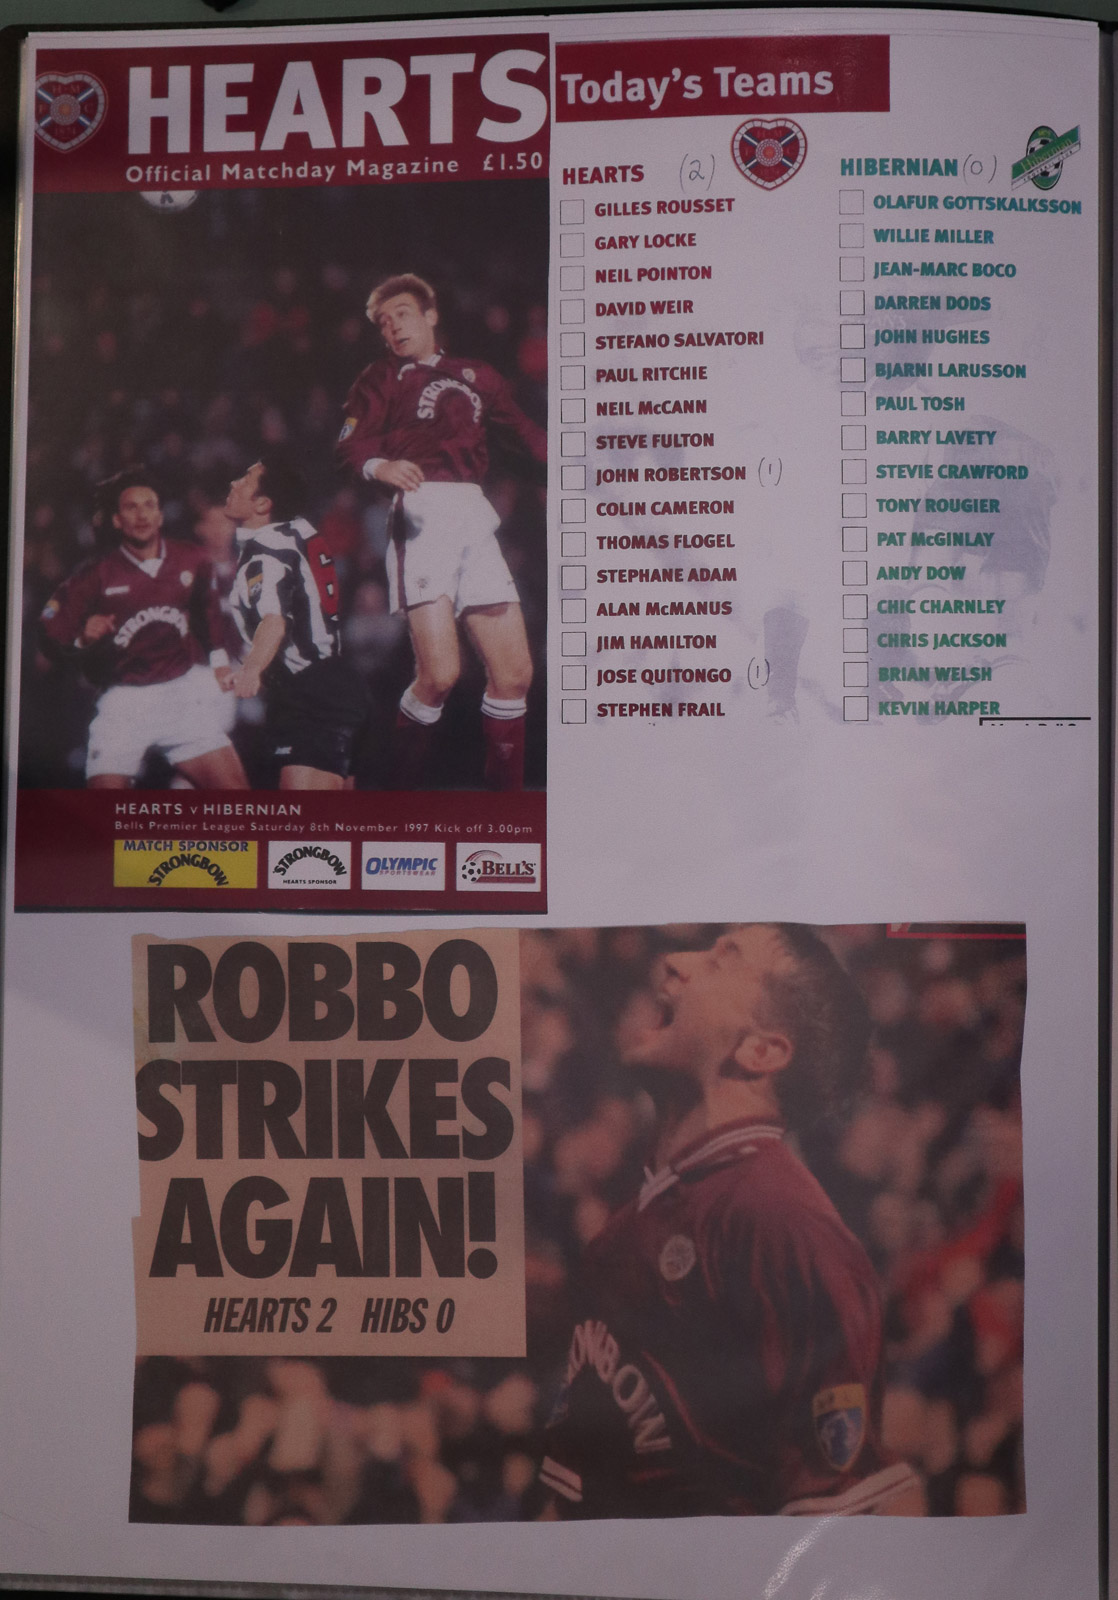 HEARTS
Official Matchday Magazine £1.50
H·M
F C
1874
STRONGBOW
STRONGBOW
HEARTS v HIBERNIAN
Bells Premier League Saturday 8th November 1997 Kick off 3.00pm
MATCH SPONSOR
STRONGBOW
STRONGBOW
HEARTS SPONSOR
OLYMPIC
SPORTSWEAR
BELL'S
Today's Teams
HEARTS (2)
GILLES ROUSSET
GARY LOCKE
NEIL POINTON
DAVID WEIR
STEFANO SALVATORI
PAUL RITCHIE
NEIL McCANN
STEVE FULTON
JOHN ROBERTSON (1)
COLIN CAMERON
THOMAS FLOGEL
STEPHANE ADAM
ALAN McMANUS
JIM HAMILTON
JOSE QUITONGO (1)
STEPHEN FRAIL
HIBERNIAN (0)
OLAFUR GOTTSKALKSSON
WILLIE MILLER
JEAN-MARC BOCO
DARREN DODS
JOHN HUGHES
BJARNI LARUSSON
PAUL TOSH
BARRY LAVETY
STEVIE CRAWFORD
TONY ROUGIER
PAT McGINLAY
ANDY DOW
CHIC CHARNLEY
CHRIS JACKSON
BRIAN WELSH
KEVIN HARPER
ROBBO
STRIKES
AGAIN!
HEARTS 2 HIBS 0